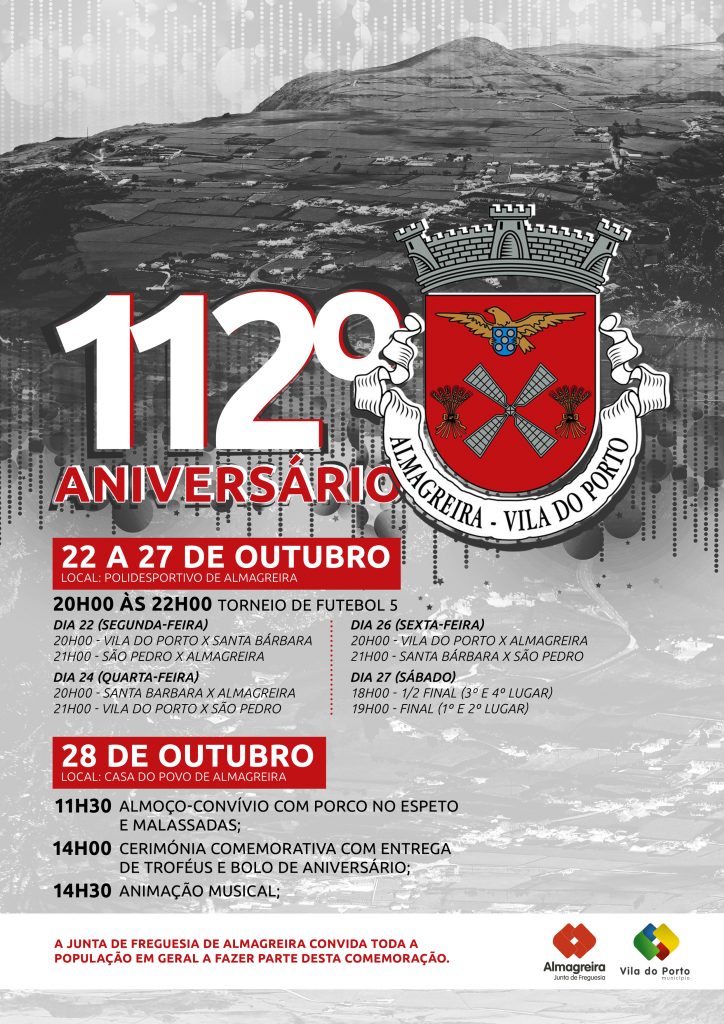 112º
ANIVERSÁRIO
ALMAGREIRA - VILA DO PORTO
22 A 27 DE OUTUBRO
LOCAL: POLIDESPORTIVO DE ALMAGREIRA
20H00 ÀS 22H00 TORNEIO DE FUTEBOL 5
DIA 22 (SEGUNDA-FEIRA)
20H00 - VILA DO PORTO X SANTA BÁRBARA
21H00 - SÃO PEDRO X ALMAGREIRA
DIA 24 (QUARTA-FEIRA)
20H00 - SANTA BARBARA X ALMAGREIRA
21H00 - VILA DO PORTO X SÃO PEDRO
DIA 26 (SEXTA-FEIRA)
20H00 - VILA DO PORTO X ALMAGREIRA
21H00 - SANTA BÁRBARA X SÃO PEDRO
DIA 27 (SÁBADO)
18H00 - 1/2 FINAL (3º E 4º LUGAR)
19H00 - FINAL (1º E 2º LUGAR)
28 DE OUTUBRO
LOCAL: CASA DO POVO DE ALMAGREIRA
11H30 ALMOÇO-CONVÍVIO COM PORCO NO ESPETO
E MALASSADAS;
14H00 CERIMÓNIA COMEMORATIVA COM ENTREGA
DE TROFÉUS E BOLO DE ANIVERSÁRIO;
14H30 ANIMAÇÃO MUSICAL;
A JUNTA DE FREGUESIA DE ALMAGREIRA CONVIDA TODA A
POPULAÇÃO EM GERAL A FAZER PARTE DESTA COMEMORAÇÃO.
Almagreira
Junta de Freguesia
Vila do Porto
município